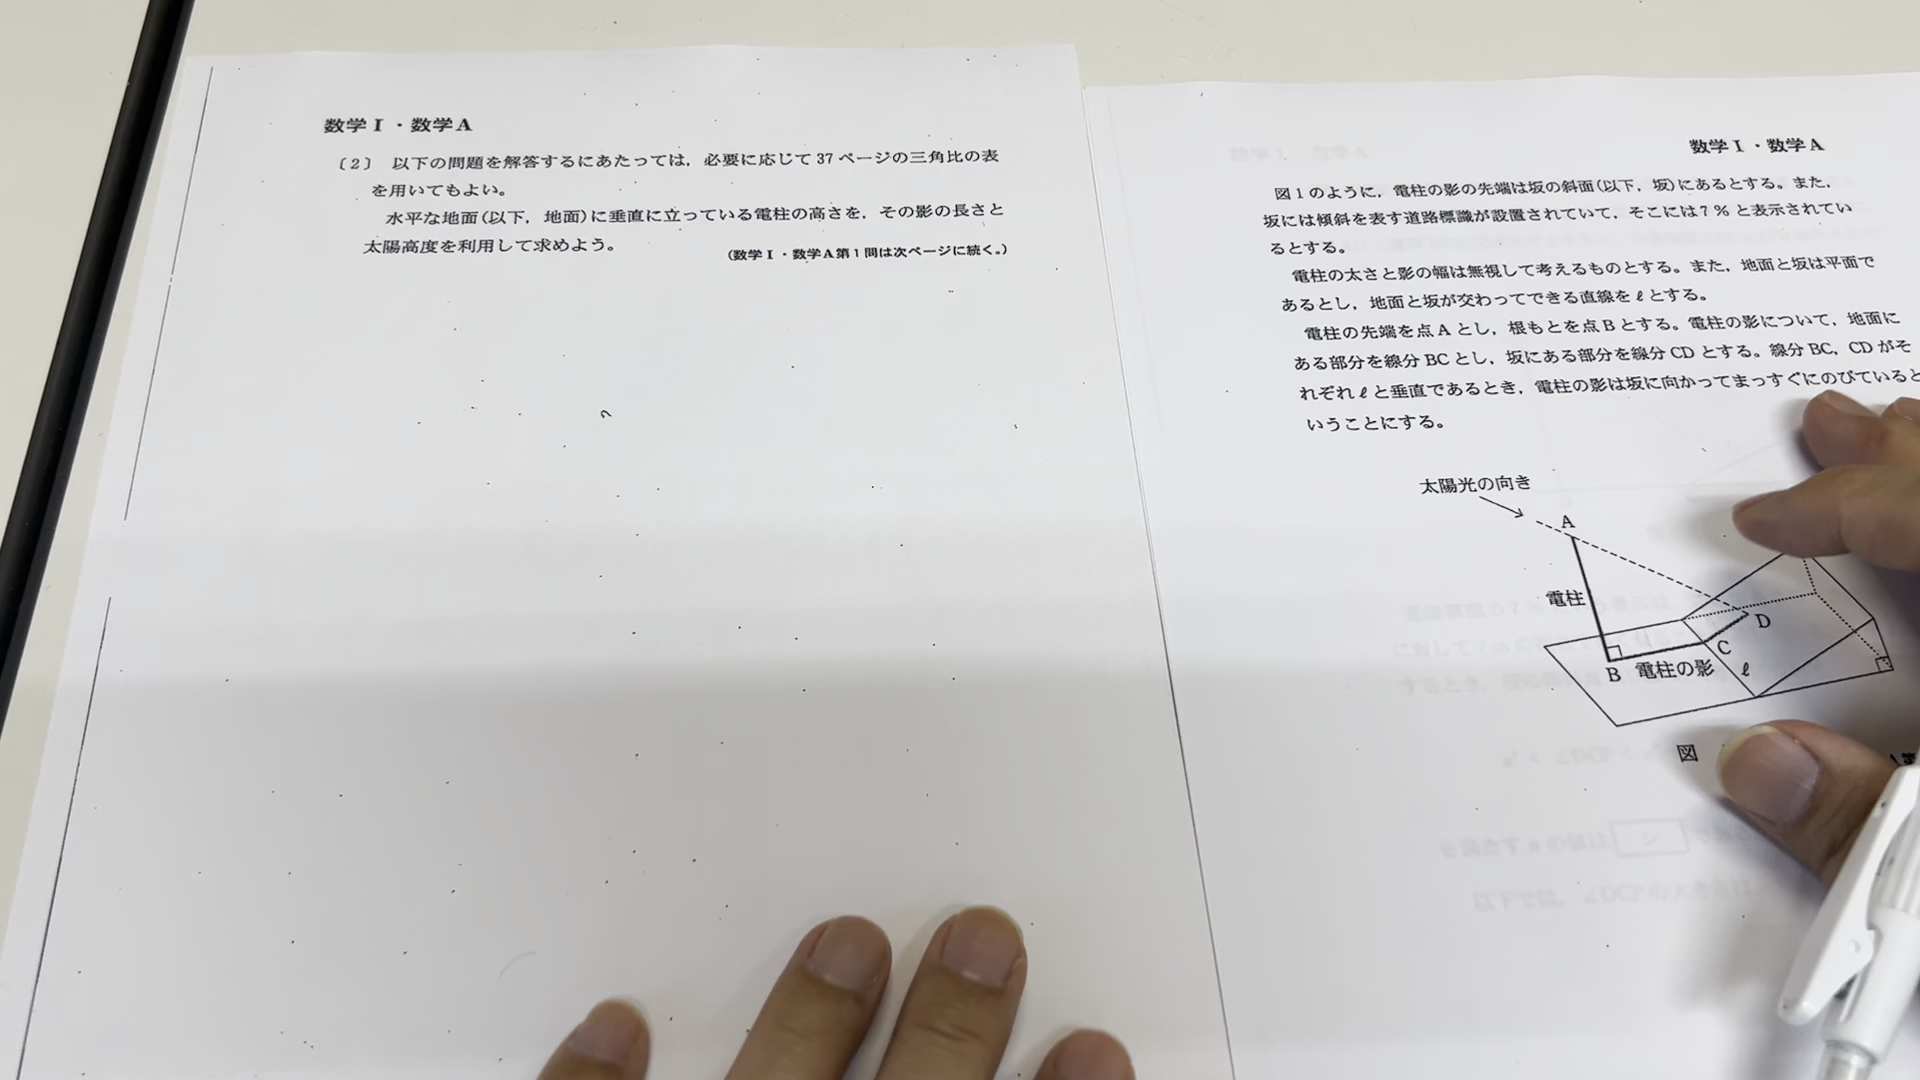 数学Ⅰ・数学A
〔2〕 以下の問題を解答するにあたっては，必要に応じて37ページの三角比の表
を用いてもよい。
水平な地面(以下，地面)に垂直に立っている電柱の高さを，その影の長さと
太陽高度を利用して求めよう。
(数学Ⅰ・数学A第1問は次ページに続く。)
数学Ⅰ・数学A
図1のように，電柱の影の先端は坂の斜面(以下，坂)にあるとする。また，
坂には傾斜を表す道路標識が設置されていて，そこには7％と表示されてい
るとする。
電柱の太さと影の幅は無視して考えるものとする。また，地面と坂は平面で
あるとし，地面と坂が交わってできる直線をℓとする。
電柱の先端を点Aとし，根もとを点Bとする。電柱の影について，地面に
ある部分を線分BCとし，坂にある部分を線分CDとする。線分BC，CDがそ
れぞれℓと垂直であるとき，電柱の影は坂に向かってまっすぐにのびていると
いうことにする。
太陽光の向き
A
電柱
D
C
B 電柱の影 ℓ
図